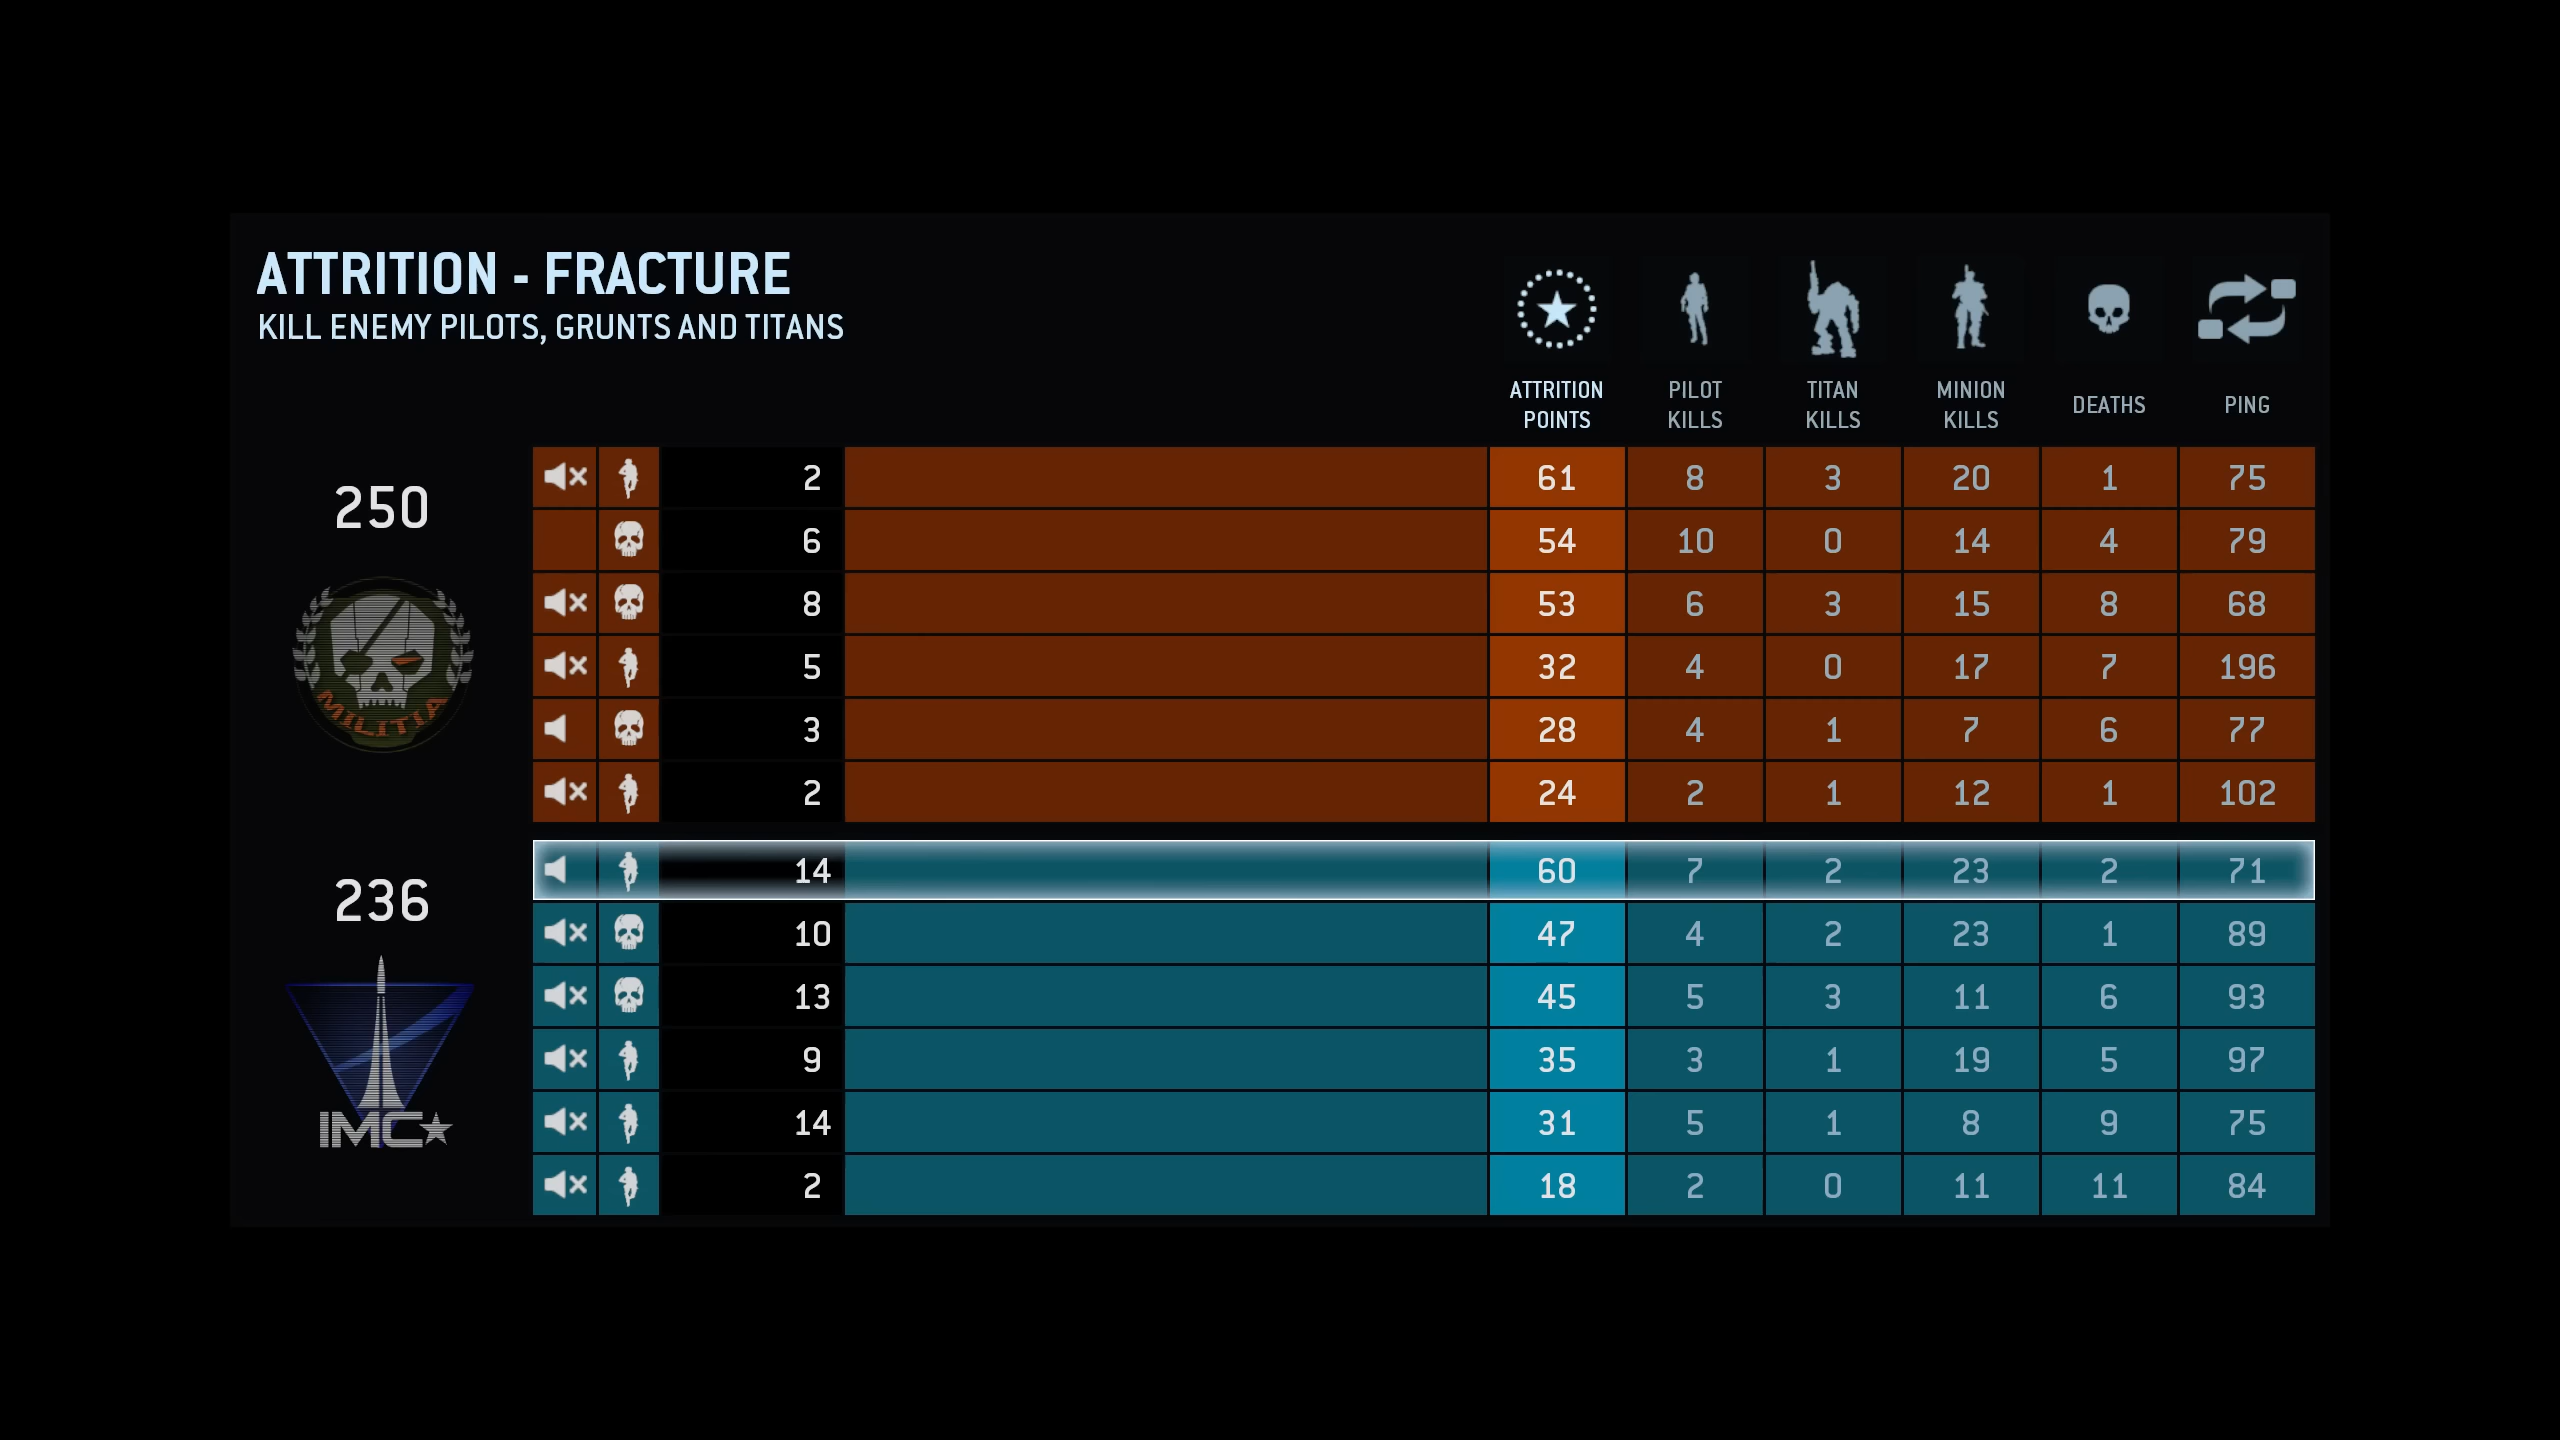 ATTRITION - FRACTURE
KILL ENEMY PILOTS, GRUNTS AND TITANS
ATTRITION POINTS
PILOT KILLS
TITAN KILLS
MINION KILLS
DEATHS
PING
250
MILITIA
2 61 8 3 20 1 75
6 54 10 0 14 4 79
8 53 6 3 15 8 68
5 32 4 0 17 7 196
3 28 4 1 7 6 77
2 24 2 1 12 1 102
236
IMC
14 60 7 2 23 2 71
10 47 4 2 23 1 89
13 45 5 3 11 6 93
9 35 3 1 19 5 97
14 31 5 1 8 9 75
2 18 2 0 11 11 84